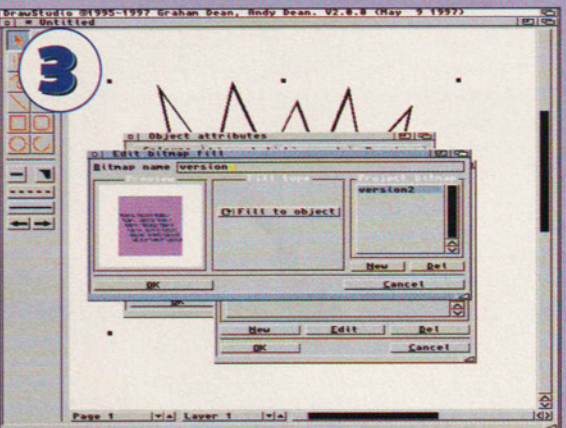 DrawStudio ©1995-1997 Graham Dean, Andy Dean. V2.0.0 (May 9 1997)
Untitled
3
Object attributes
Edit bitmap fill
Bitmap name version
Preview Fill type Project bitmap
version2
Fill to object
New Del
OK Cancel
New Edit Del
OK Cancel
Page 1 Layer 1